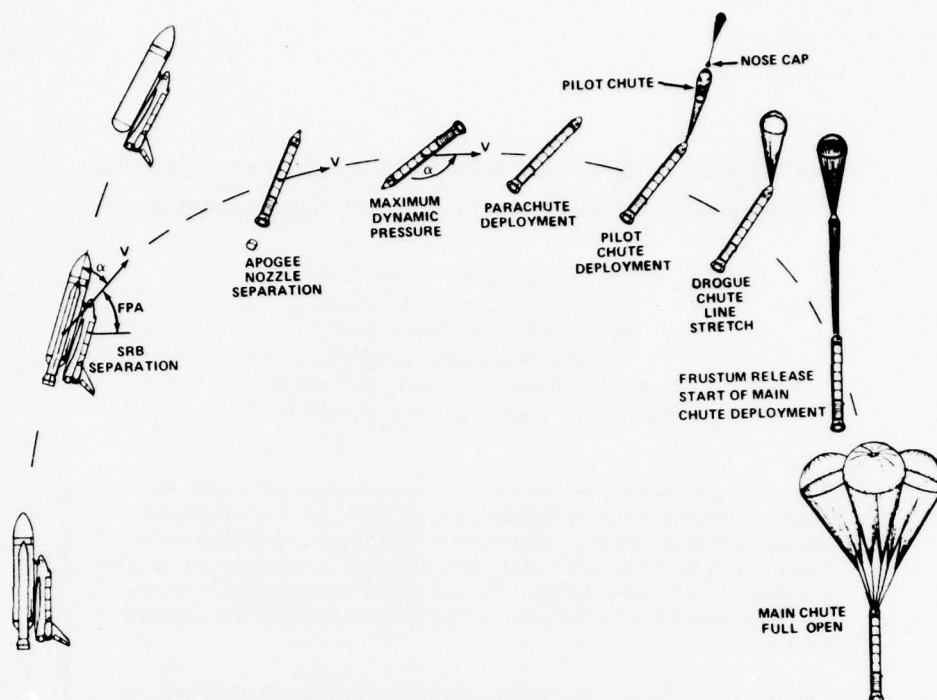 NOSE CAP
PILOT CHUTE
V
V
α
MAXIMUM
DYNAMIC
PRESSURE
PARACHUTE
DEPLOYMENT
PILOT
CHUTE
DEPLOYMENT
APOGEE
NOZZLE
SEPARATION
DROGUE
CHUTE
LINE
STRETCH
V
α
FPA
SRB
SEPARATION
FRUSTUM RELEASE
START OF MAIN
CHUTE DEPLOYMENT
MAIN CHUTE
FULL OPEN